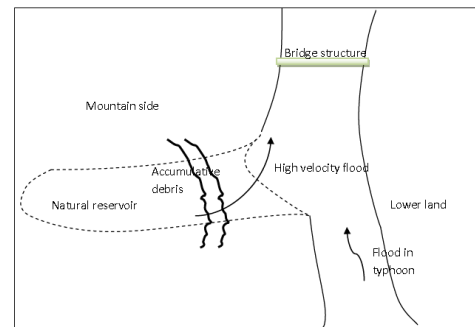 Bridge structure
Mountain side
Accumulative
debris
High velocity flood
Natural reservoir
Lower land
Flood in
typhoon